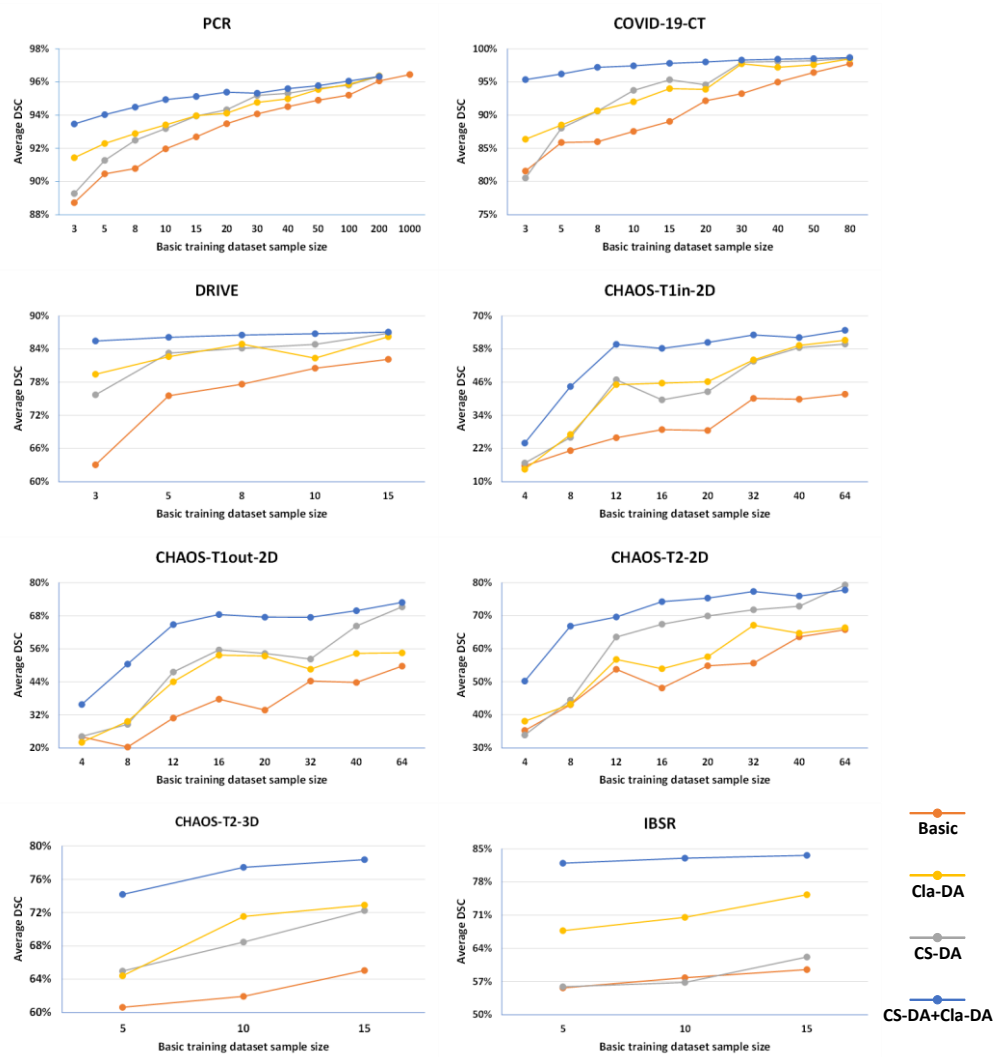 PCR
98%
96%
94%
92%
90%
88%
Average DSC
3 5 8 10 15 20 30 40 50 100 200 1000
Basic training dataset sample size
COVID-19-CT
100%
95%
90%
85%
80%
75%
Average DSC
3 5 8 10 15 20 30 40 50 80
Basic training dataset sample size
DRIVE
90%
84%
78%
72%
66%
60%
Average DSC
3 5 8 10 15
Basic training dataset sample size
CHAOS-T1in-2D
70%
58%
46%
34%
22%
10%
Average DSC
4 8 12 16 20 32 40 64
Basic training dataset sample size
CHAOS-T1out-2D
80%
68%
56%
44%
32%
20%
Average DSC
4 8 12 16 20 32 40 64
Basic training dataset sample size
CHAOS-T2-2D
80%
70%
60%
50%
40%
30%
Average DSC
4 8 12 16 20 32 40 64
Basic training dataset sample size
CHAOS-T2-3D
80%
76%
72%
68%
64%
60%
Average DSC
5 10 15
Basic training dataset sample size
IBSR
85%
78%
71%
64%
57%
50%
Average DSC
5 10 15
Basic training dataset sample size
Basic
Cla-DA
CS-DA
CS-DA+Cla-DA